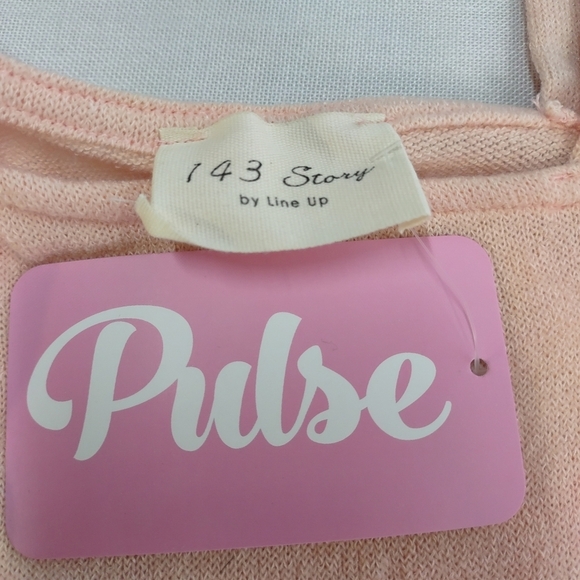 143 Story
by Line Up
Pulse